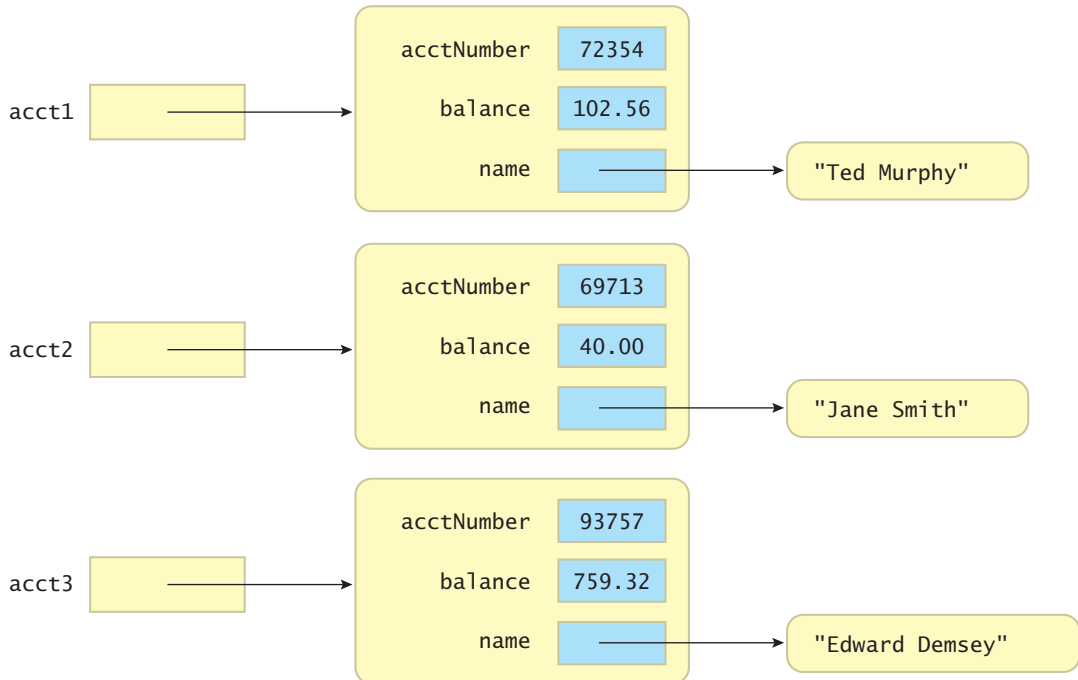 acctNumber 72354
acct1
balance 102.56
name
"Ted Murphy"
acctNumber 69713
acct2
balance 40.00
name
"Jane Smith"
acctNumber 93757
acct3
balance 759.32
name
"Edward Demsey"